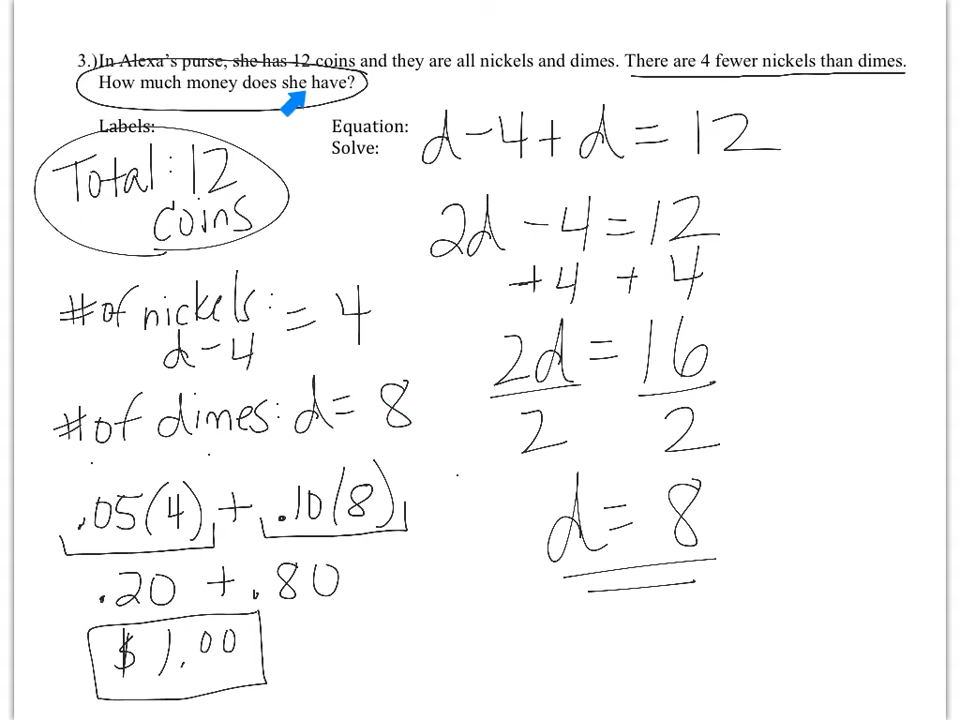 3.)In Alexa's purse, she has 12 coins and they are all nickels and dimes. There are 4 fewer nickels than dimes.
How much money does she have?
Labels:
Total: 12
coins
# of nickels: = 4
d - 4
# of dimes: d = 8
.05(4) + .10(8)
.20 + .80
$1.00
Equation: d - 4 + d = 12
Solve:
2d - 4 = 12
+4 + 4
2d = 16
2 2
d = 8